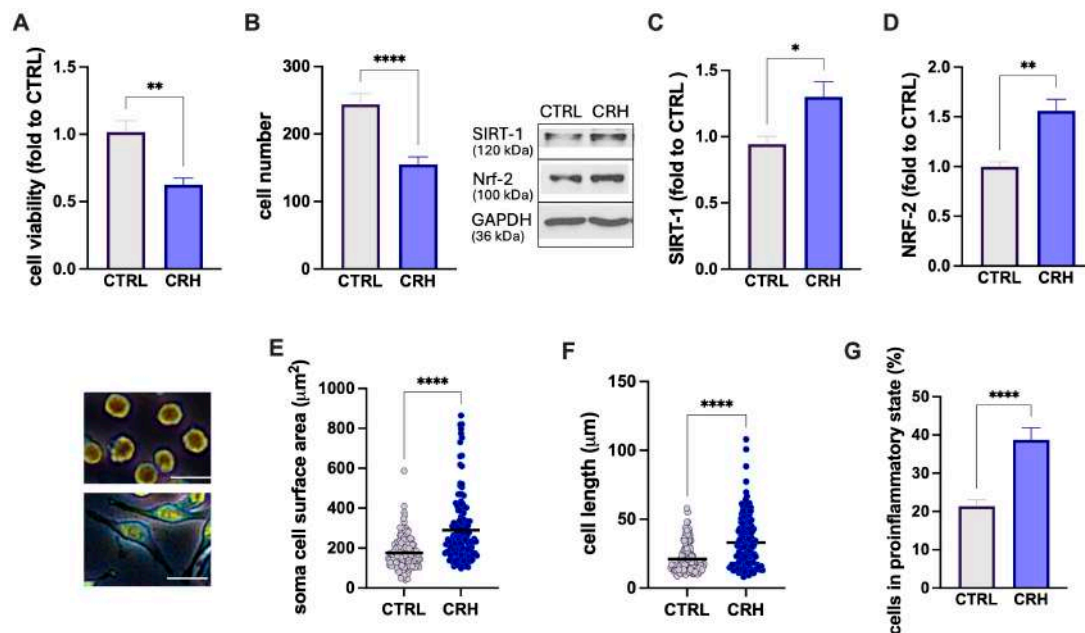 A
cell viability (fold to CTRL)
1.5
1.0
0.5
0.0
**
CTRL CRH
B
cell number
300
200
100
0
****
CTRL CRH
CTRL CRH
SIRT-1
(120 kDa)
Nrf-2
(100 kDa)
GAPDH
(36 kDa)
C
SIRT-1 (fold to CTRL )
1.5
1.0
0.5
0.0
*
CTRL CRH
D
NRF-2 (fold to CTRL)
2.0
1.5
1.0
0.5
0.0
**
CTRL CRH
E
soma cell surface area (μm²)
1000
800
600
400
200
0
****
CTRL CRH
F
cell length (μm)
150
100
50
0
****
CTRL CRH
G
cells in proinflammatory state (%)
50
40
30
20
10
0
****
CTRL CRH